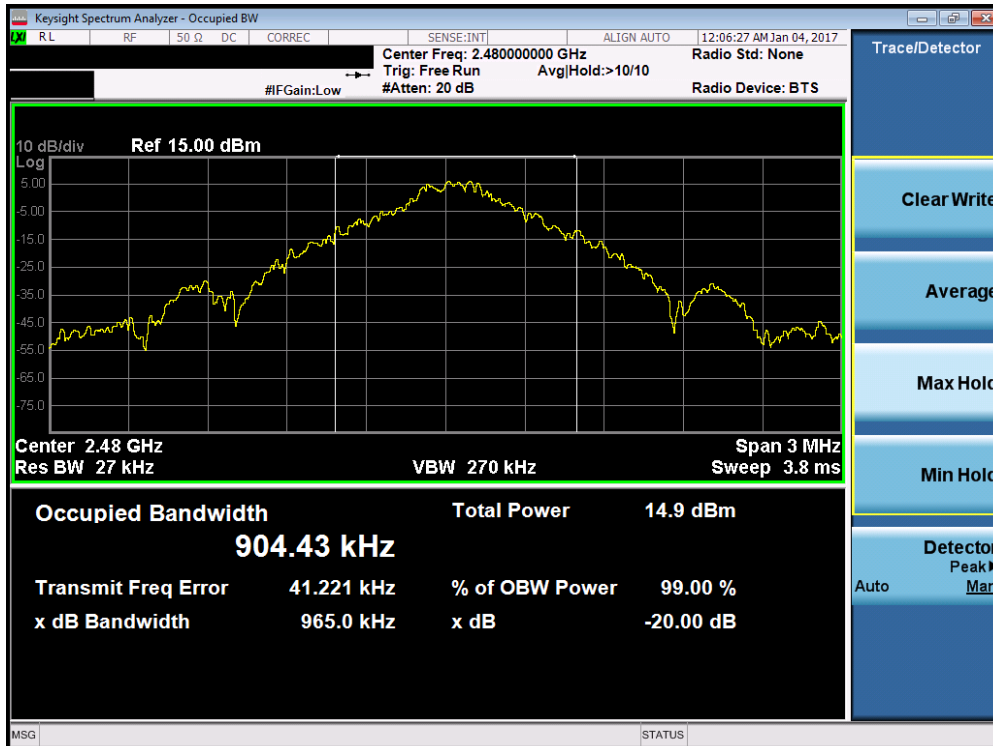 Keysight Spectrum Analyzer - Occupied BW
LXI RL RF 50 Ω DC CORREC SENSE:INT ALIGN AUTO 12:06:27 AM Jan 04, 2017
Center Freq: 2.480000000 GHz Radio Std: None
Trig: Free Run Avg|Hold:>10/10
#IFGain:Low #Atten: 20 dB Radio Device: BTS
10 dB/div Ref 15.00 dBm
Log
5.00
-5.00
-15.0
-25.0
-35.0
-45.0
-55.0
-65.0
-75.0
Center 2.48 GHz Span 3 MHz
Res BW 27 kHz VBW 270 kHz Sweep 3.8 ms
Occupied Bandwidth Total Power 14.9 dBm
904.43 kHz
Transmit Freq Error 41.221 kHz % of OBW Power 99.00 %
x dB Bandwidth 965.0 kHz x dB -20.00 dB
MSG STATUS
Trace/Detector
Clear Write
Average
Max Hold
Min Hold
Detector
Peak
Auto Man